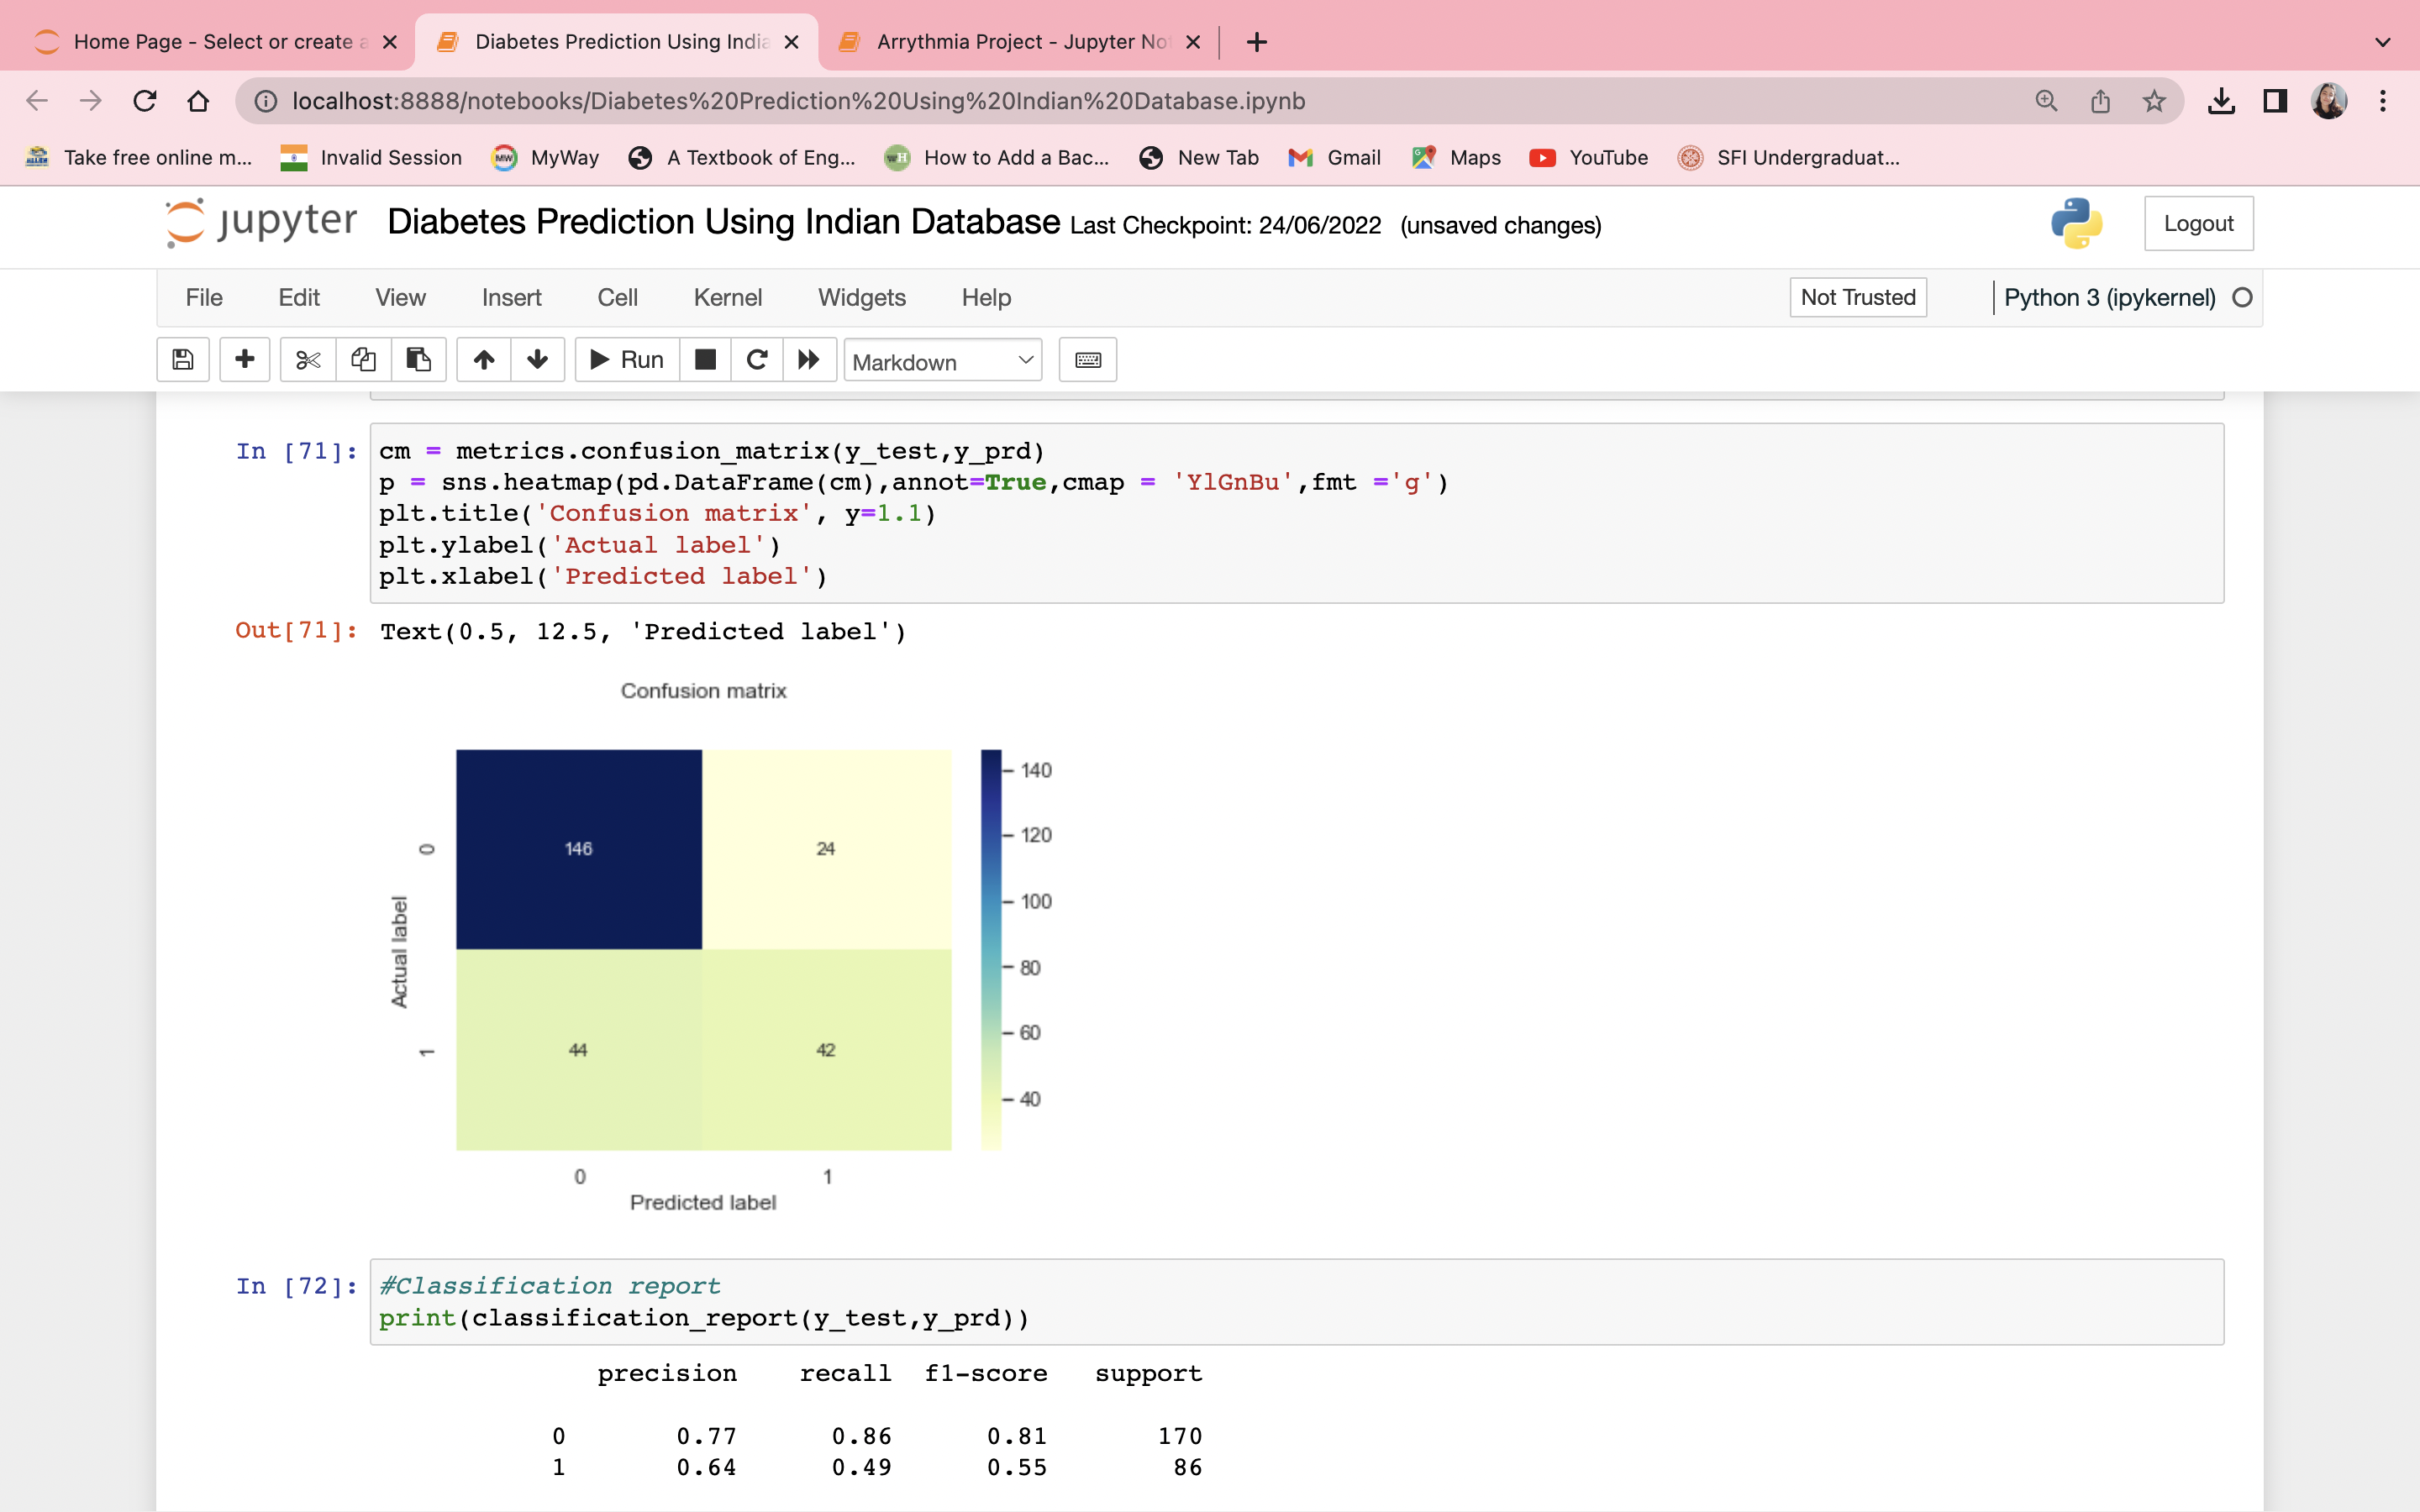 Home Page - Select or create a
Diabetes Prediction Using India
Arrythmia Project - Jupyter No
localhost:8888/notebooks/Diabetes%20Prediction%20Using%20Indian%20Database.ipynb
Take free online m... Invalid Session MyWay A Textbook of Eng... How to Add a Bac... New Tab Gmail Maps YouTube SFI Undergraduat...
jupyter Diabetes Prediction Using Indian Database Last Checkpoint: 24/06/2022 (unsaved changes) Logout
File Edit View Insert Cell Kernel Widgets Help Not Trusted Python 3 (ipykernel)
Run Markdown
In [71]: cm = metrics.confusion_matrix(y_test,y_prd)
p = sns.heatmap(pd.DataFrame(cm),annot=True,cmap = 'YlGnBu',fmt ='g')
plt.title('Confusion matrix', y=1.1)
plt.ylabel('Actual label')
plt.xlabel('Predicted label')
Out[71]: Text(0.5, 12.5, 'Predicted label')
Confusion matrix
140
120
0 146 24
100
Actual label
80
60
1 44 42
40
0 1
Predicted label
In [72]: #Classification report
print(classification_report(y_test,y_prd))
precision recall f1-score support
0 0.77 0.86 0.81 170
1 0.64 0.49 0.55 86